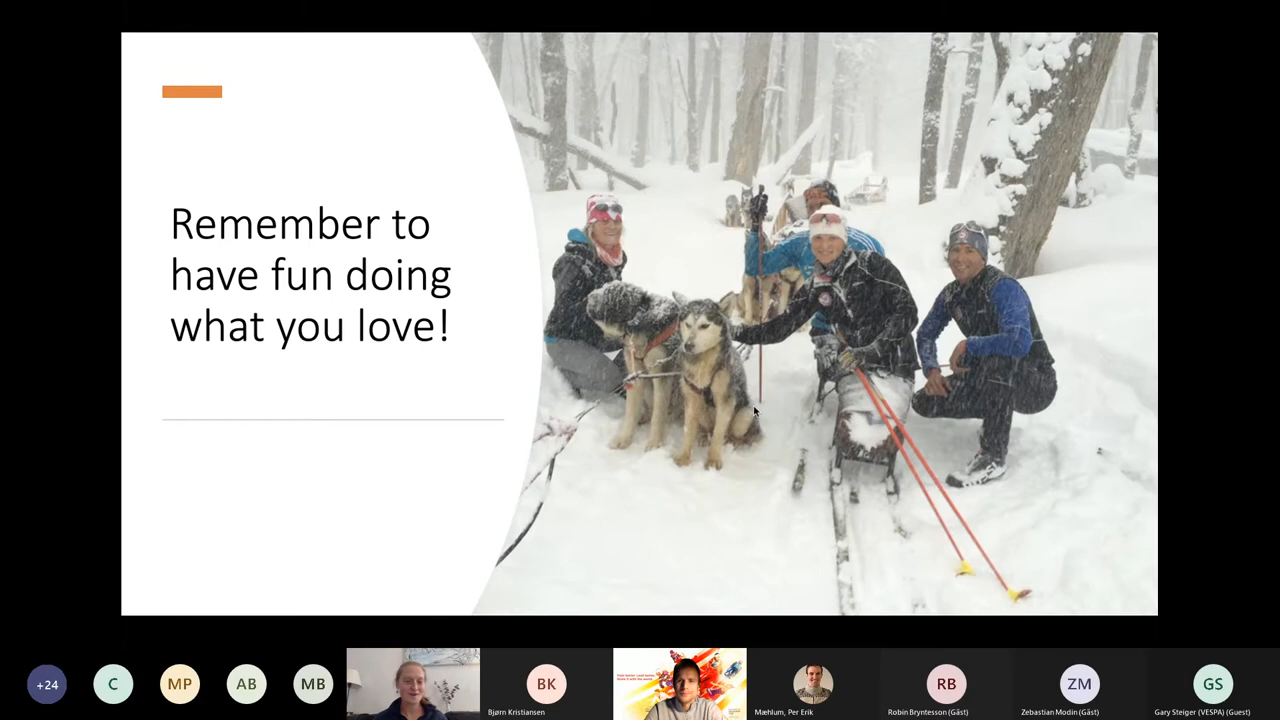 Remember to
have fun doing
what you love!
+24
C
MP
AB
MB
BK
Bjørn Kristiansen
Mæhlum, Per Erik
RB
Robin Bryntesson (Gäst)
ZM
Zebastian Modin (Gäst)
GS
Gary Steiger (VESPA) (Guest)